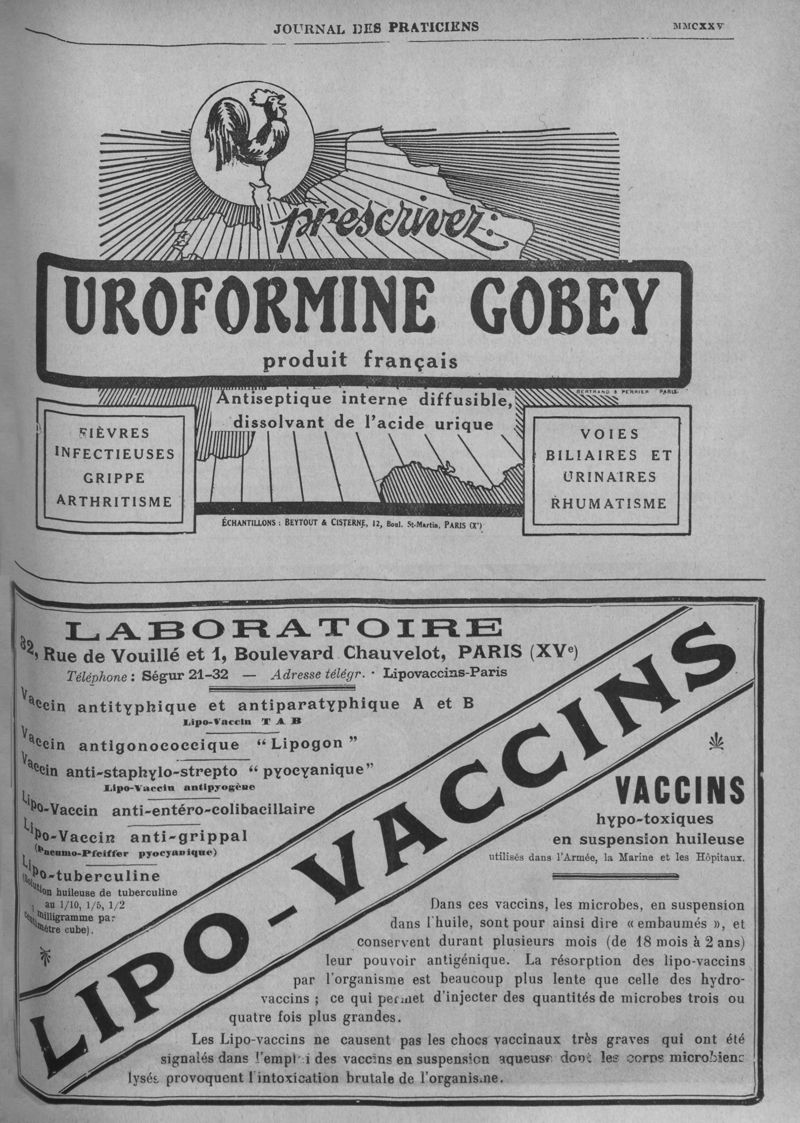 JOURNAL DES PRATICIENS
MMCXXV
prescrivez:
UROFORMINE GOBEY
produit français
BERTRAND & PERRIER PARIS.
Antiseptique interne diffusible,
dissolvant de l'acide urique
FIÈVRES
INFECTIEUSES
GRIPPE
ARTHRITISME
VOIES
BILIAIRES ET
URINAIRES
RHUMATISME
ÉCHANTILLONS : BEYTOUT & CISTERNE, 12, Boul. St-Martin, PARIS (Xe)
LABORATOIRE
82, Rue de Vouillé et 1, Boulevard Chauvelot, PARIS (XVe)
Téléphone : Ségur 21-32 — Adresse télégr. · Lipovaccins-Paris
Vaccin antityphique et antiparatyphique A et B
Lipo-Vaccin T A B
Vaccin antigonococcique “ Lipogon ”
Vaccin anti-staphylo-strepto “ pyocyanique”
Lipo-Vaccin antipyogène
Lipo-Vaccin anti-entéro-colibacillaire
Lipo-Vaccin anti-grippal
(Pneumo-Pfeiffer pyocyanique)
Lipo-tuberculine
(Solution huileuse de tuberculine
au 1/10, 1/5, 1/2
milligramme par
centimètre cube).
LIPO-VACCINS
VACCINS
hypo-toxiques
en suspension huileuse
utilisés dans l'Armée, la Marine et les Hôpitaux.
Dans ces vaccins, les microbes, en suspension
dans l'huile, sont pour ainsi dire « embaumés », et
conservent durant plusieurs mois (de 18 mois à 2 ans)
leur pouvoir antigénique. La résorption des lipo-vaccins
par l'organisme est beaucoup plus lente que celle des hydro-
vaccins ; ce qui permet d'injecter des quantités de microbes trois ou
quatre fois plus grandes.
Les Lipo-vaccins ne causent pas les chocs vaccinaux très graves qui ont été
signalés dans l'emploi des vaccins en suspension aqueuse dont les corps microbiens
lysés provoquent l'intoxication brutale de l'organisme.